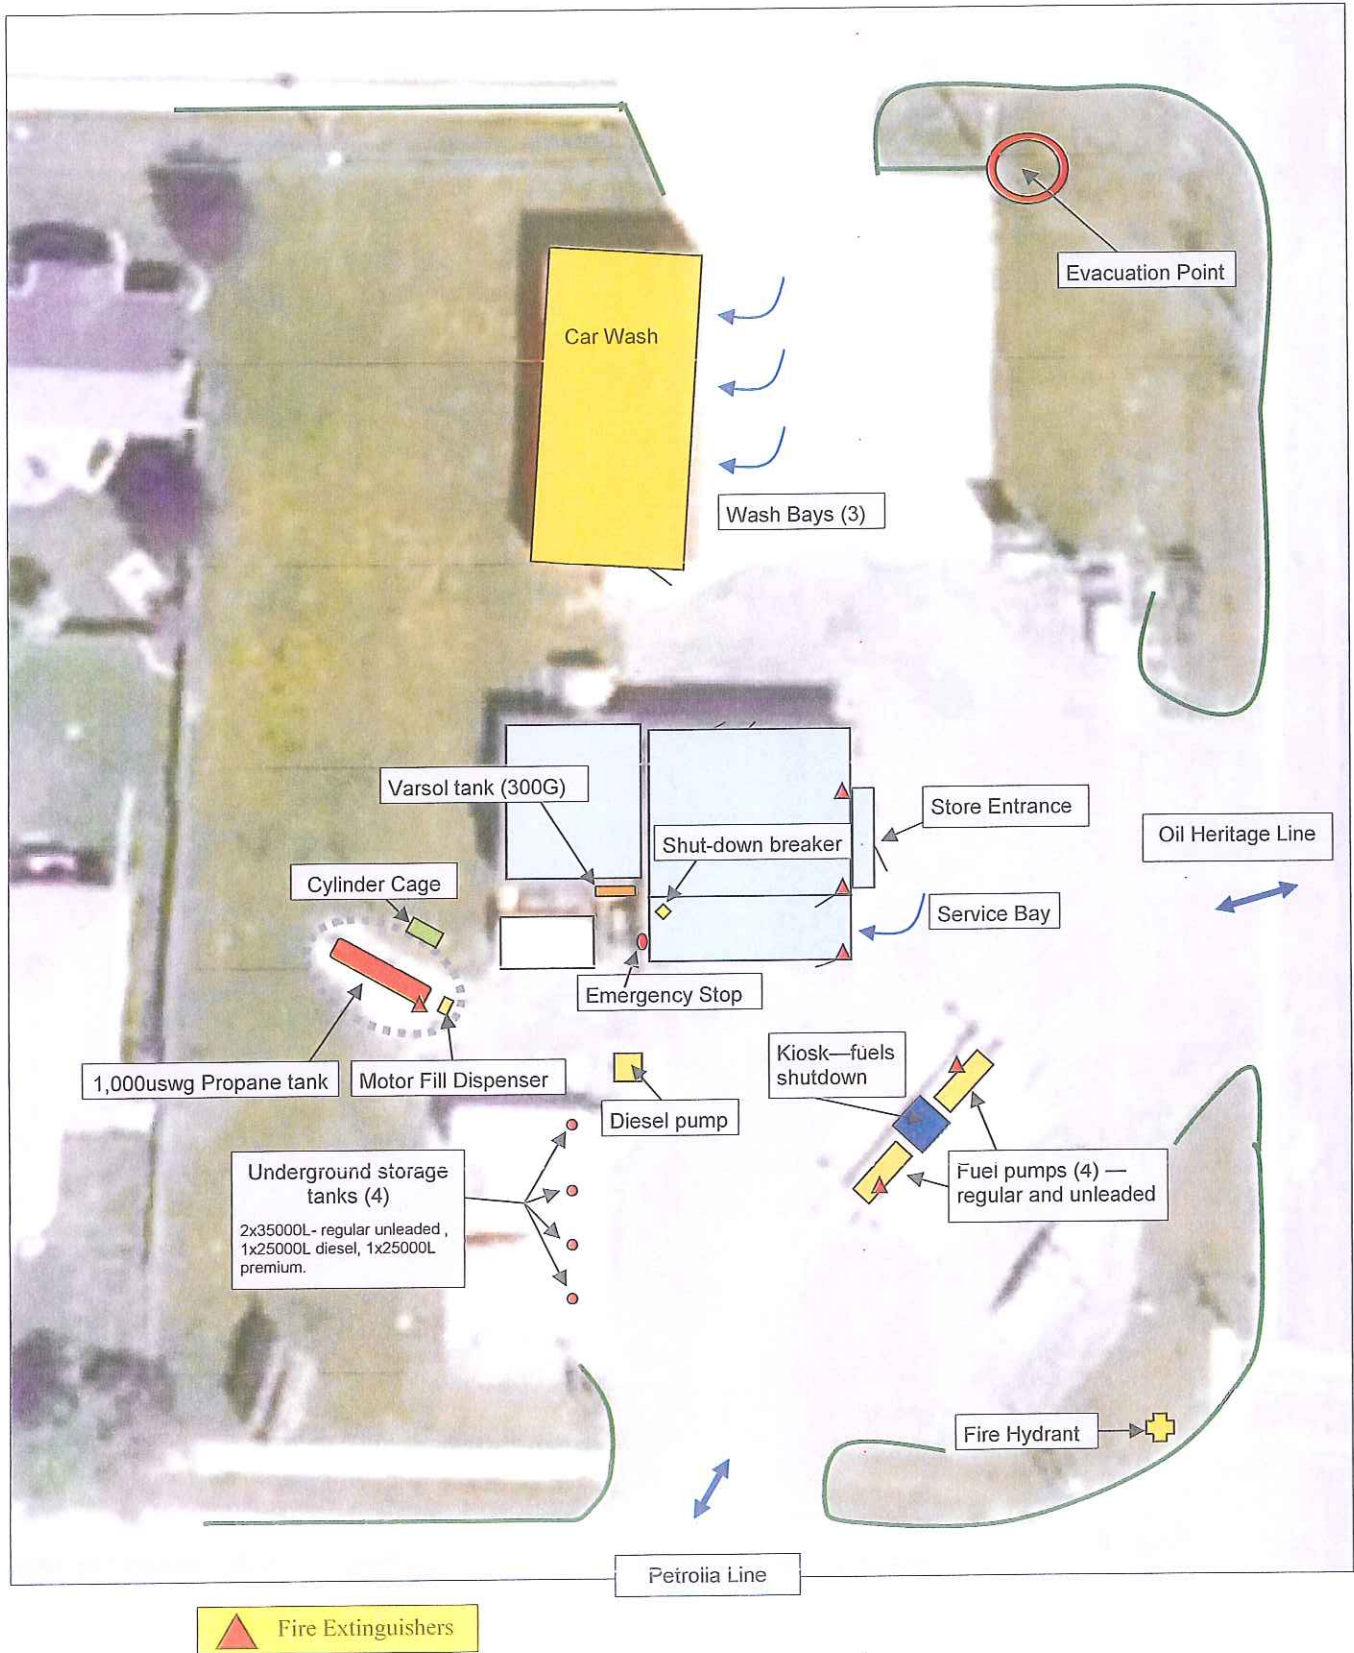 Evacuation Point
Car Wash
Wash Bays (3)
Varsol tank (300G)
Store Entrance
Shut-down breaker
Oil Heritage Line
Cylinder Cage
Service Bay
Emergency Stop
Kiosk—fuels
shutdown
1,000uswg Propane tank
Motor Fill Dispenser
Diesel pump
Underground storage
tanks (4)
2x35000L- regular unleaded ,
1x25000L diesel, 1x25000L
premium.
Fuel pumps (4) —
regular and unleaded
Fire Hydrant
Petrolia Line
Fire Extinguishers